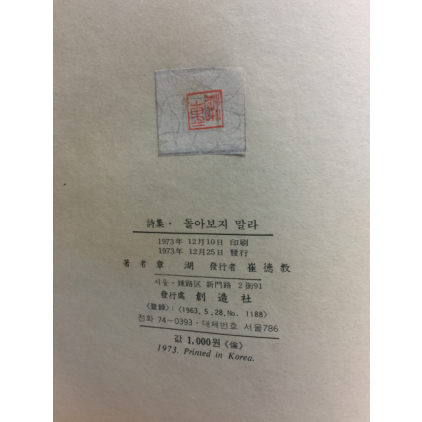 詩集· 돌아보지 말라
1973年 12月 10日 印刷
1973年 12月 25日 發行
著者 章 湖 發行者 崔德教
서울·鍾路区 新門路 2街91
發行處 創造社
<登錄>:<1963.5.28.No. 1188>
전화 74-0393·대체번호 서울786
값 1,000원《倫》
1973. Printed in Korea.